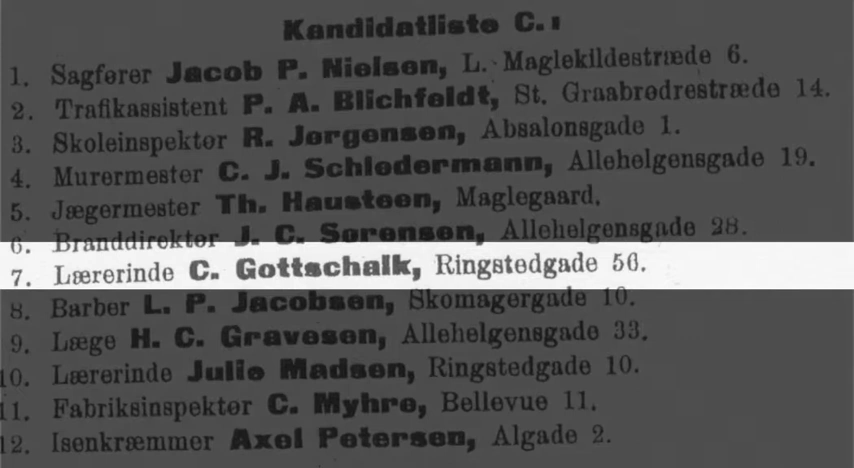 Kandidatliste C.:
1. Sagfører Jacob P. Nielsen, L. Maglekildestræde 6.
2. Trafikassistent P. A. Blichfeldt, St. Graabrødrestræde 14.
3. Skoleinspektør R. Jørgensen, Absalonsgade 1.
4. Murermester C. J. Schledermann, Allehelgensgade 19.
5. Jægermester Th. Hausteen, Maglegaard.
6. Branddirektør J. C. Sørensen, Allehelgensgade 28.
7. Lærerinde C. Gottschalk, Ringstedgade 56.
8. Barber L. P. Jacobsen, Skomagergade 10.
9. Læge H. C. Gravesen, Allehelgensgade 33.
10. Lærerinde Julie Madsen, Ringstedgade 10.
11. Fabriksinspektør C. Myhre, Bellevue 11.
12. Isenkræmmer Axel Petersen, Algade 2.